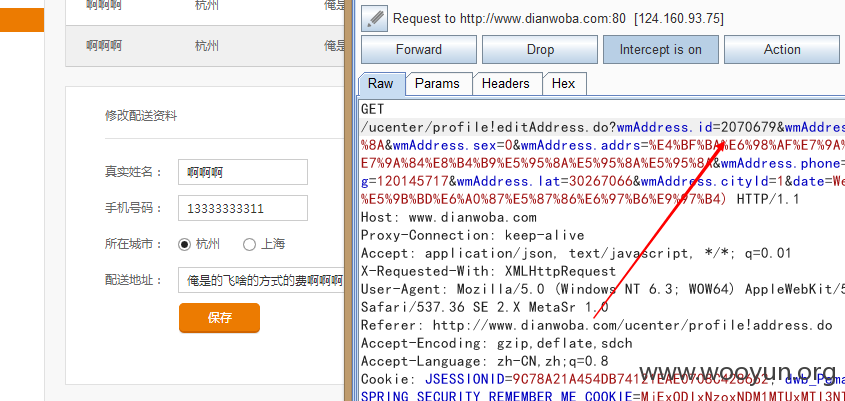 啊啊啊 杭州 俺是
啊啊啊 杭州 俺是
修改配送资料
真实姓名： 啊啊啊
手机号码： 13333333311
所在城市： 杭州 上海
配送地址： 俺是的飞啥的方式的费啊啊啊
保存
Request to http://www.dianwoba.com:80 [124.160.93.75]
Forward Drop Intercept is on Action
Raw Params Headers Hex
GET
/ucenter/profile!editAddress.do?wmAddress.id=2070679&wmAddres
%8A&wmAddress.sex=0&wmAddress.addrs=%E4%BF%BA%E6%98%AF%E7%9A
E7%9A%84%E8%B4%B9%E5%95%8A%E5%95%8A%E5%95%8A&wmAddress.phone=
g=120145717&wmAddress.lat=30267066&wmAddress.cityId=1&date=We
%E5%9B%BD%E6%A0%87%E5%87%86%E6%97%B6%E9%97%B4) HTTP/1.1
Host: www.dianwoba.com
Proxy-Connection: keep-alive
Accept: application/json, text/javascript, */*; q=0.01
X-Requested-With: XMLHttpRequest
User-Agent: Mozilla/5.0 (Windows NT 6.3; WOW64) AppleWebKit/5
Safari/537.36 SE 2.X MetaSr 1.0
Referer: http://www.dianwoba.com/ucenter/profile!address.do
Accept-Encoding: gzip,deflate,sdch
Accept-Language: zh-CN,zh;q=0.8
Cookie: JSESSIONID=
www.wooyun.org